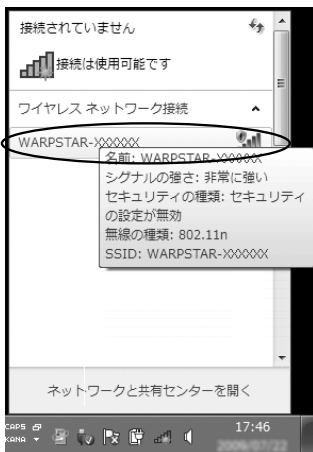 接続されていません
接続は使用可能です
ワイヤレス ネットワーク接続
WARPSTAR-XXXXXX
名前: WARPSTAR-XXXXXX
シグナルの強さ: 非常に強い
セキュリティの種類: セキュリティ
の設定が無効
無線の種類: 802.11n
SSID: WARPSTAR-XXXXXX
ネットワークと共有センターを開く
CAPS
KANA
17:46
2009/07/22